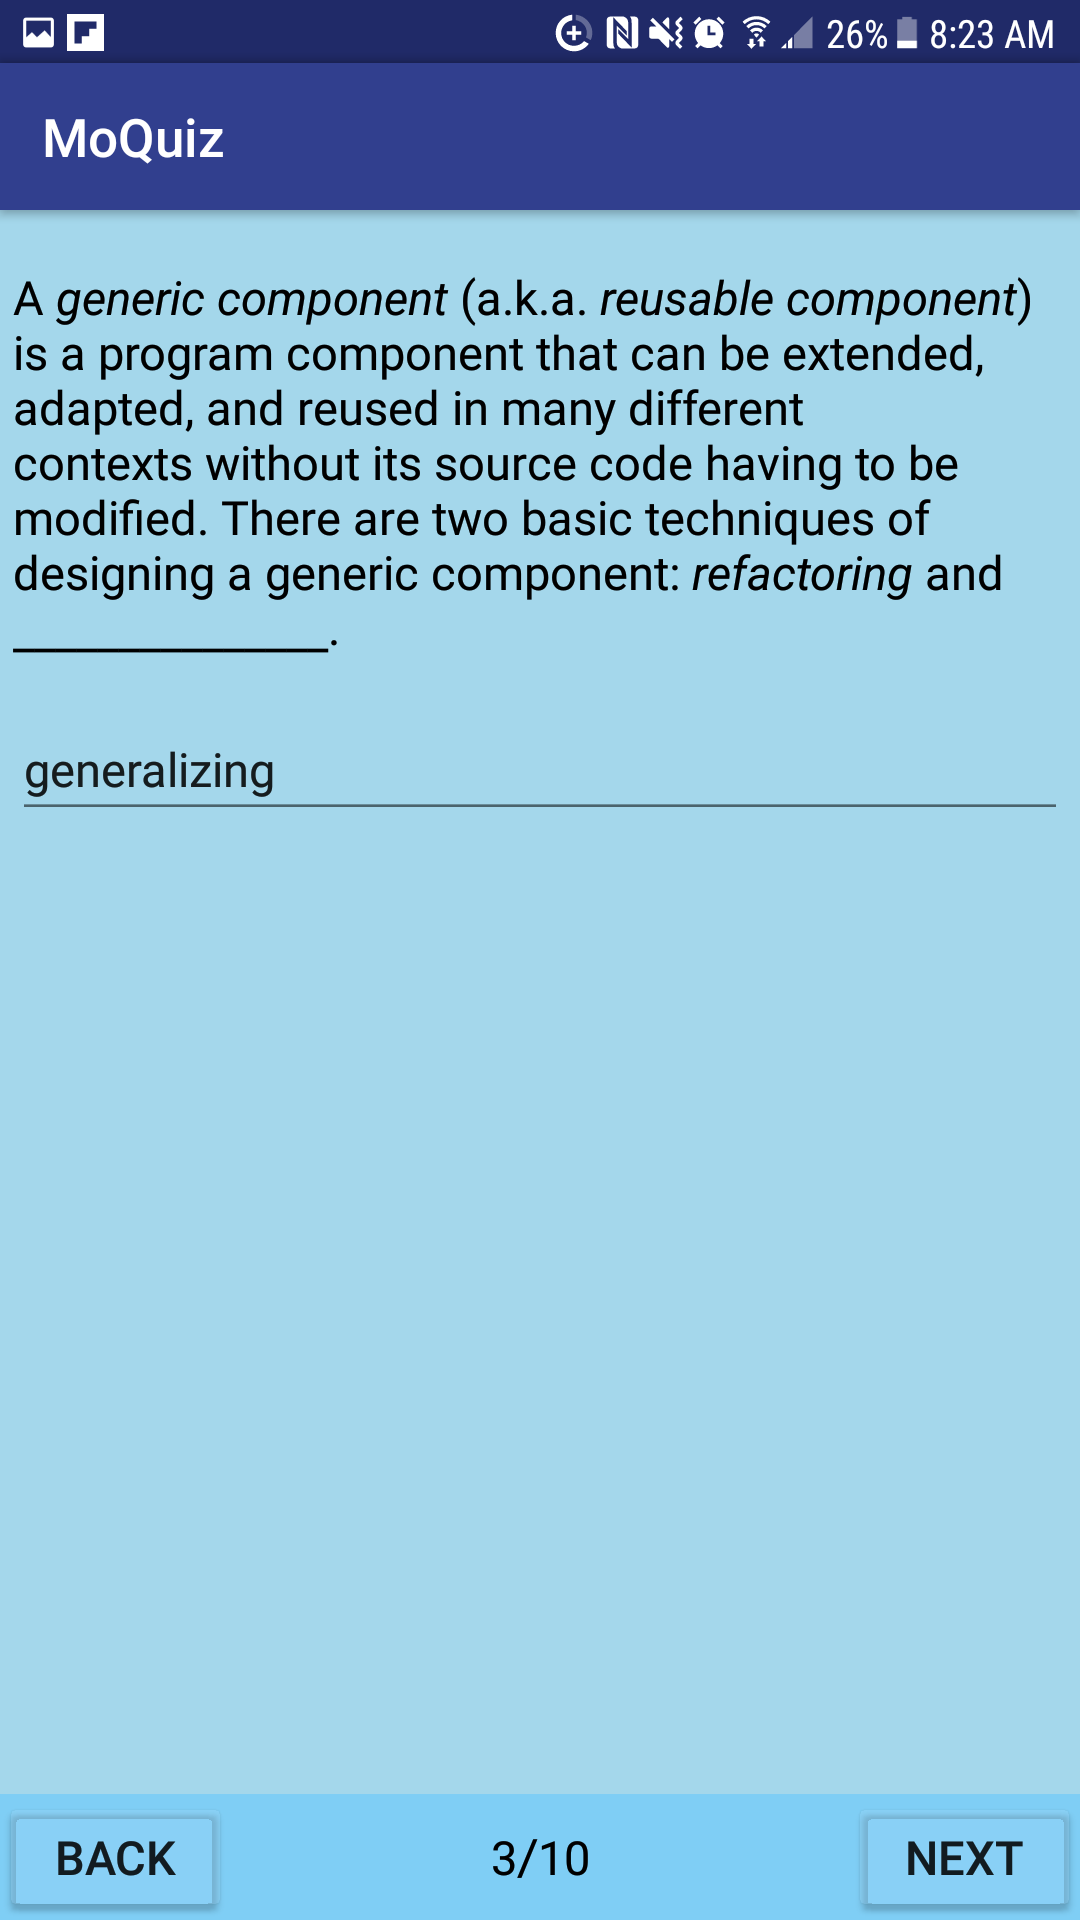 26% 8:23 AM
MoQuiz
A generic component (a.k.a. reusable component)
is a program component that can be extended,
adapted, and reused in many different
contexts without its source code having to be
modified. There are two basic techniques of
designing a generic component: refactoring and
_______________.
generalizing
BACK 3/10 NEXT